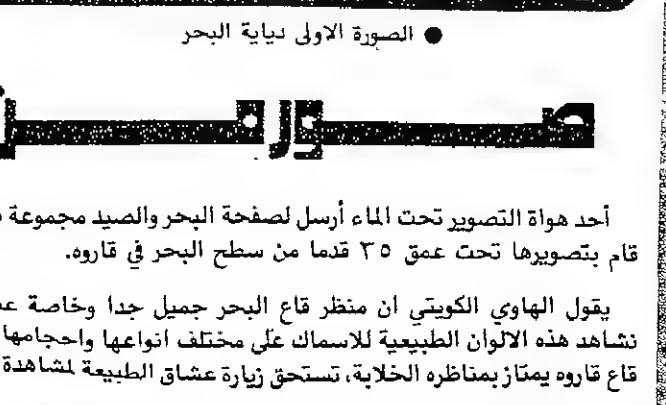 ● الصورة الاولى دياية البحر
صور
أحد هواة التصوير تحت الماء أرسل لصفحة البحر والصيد مجموعة
قام بتصويرها تحت عمق ٣٥ قدما من سطح البحر في قاروه.
يقول الهاوي الكويتي ان منظر قاع البحر جميل جدا وخاصة
نشاهد هذه الالوان الطبيعية للاسماك على مختلف انواعها واحجامها
قاع قاروه يمتاز بمناظره الخلابة، تستحق زيارة عشاق الطبيعة لمشاهدة